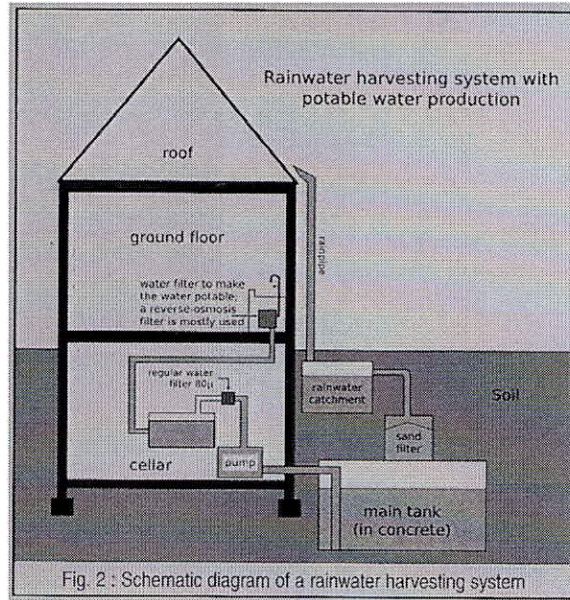 Rainwater harvesting system with
potable water production
roof
ground floor
rainpipe
water filter to make
the water potable;
a reverse-osmosis
filter is mostly used
regular water
filter 80µ
rainwater
catchment
Soil
sand
filter
pump
cellar
main tank
(in concrete)
Fig. 2 : Schematic diagram of a rainwater harvesting system